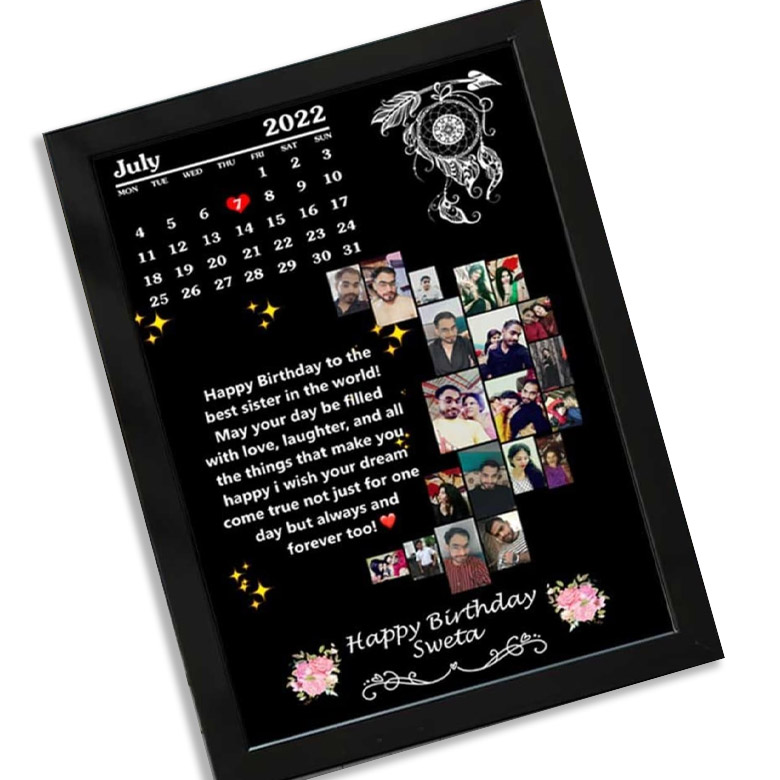 July 2022
MON TUE WED THU FRI SAT SUN
1 2 3
4 5 6 7 8 9 10
11 12 13 14 15 16 17
18 19 20 21 22 23 24
25 26 27 28 29 30 31
Happy Birthday to the
best sister in the world!
May your day be filled
with love, laughter, and all
the things that make you
happy i wish your dream
come true not just for one
day but always and
forever too! ❤️
Happy Birthday
Sweta